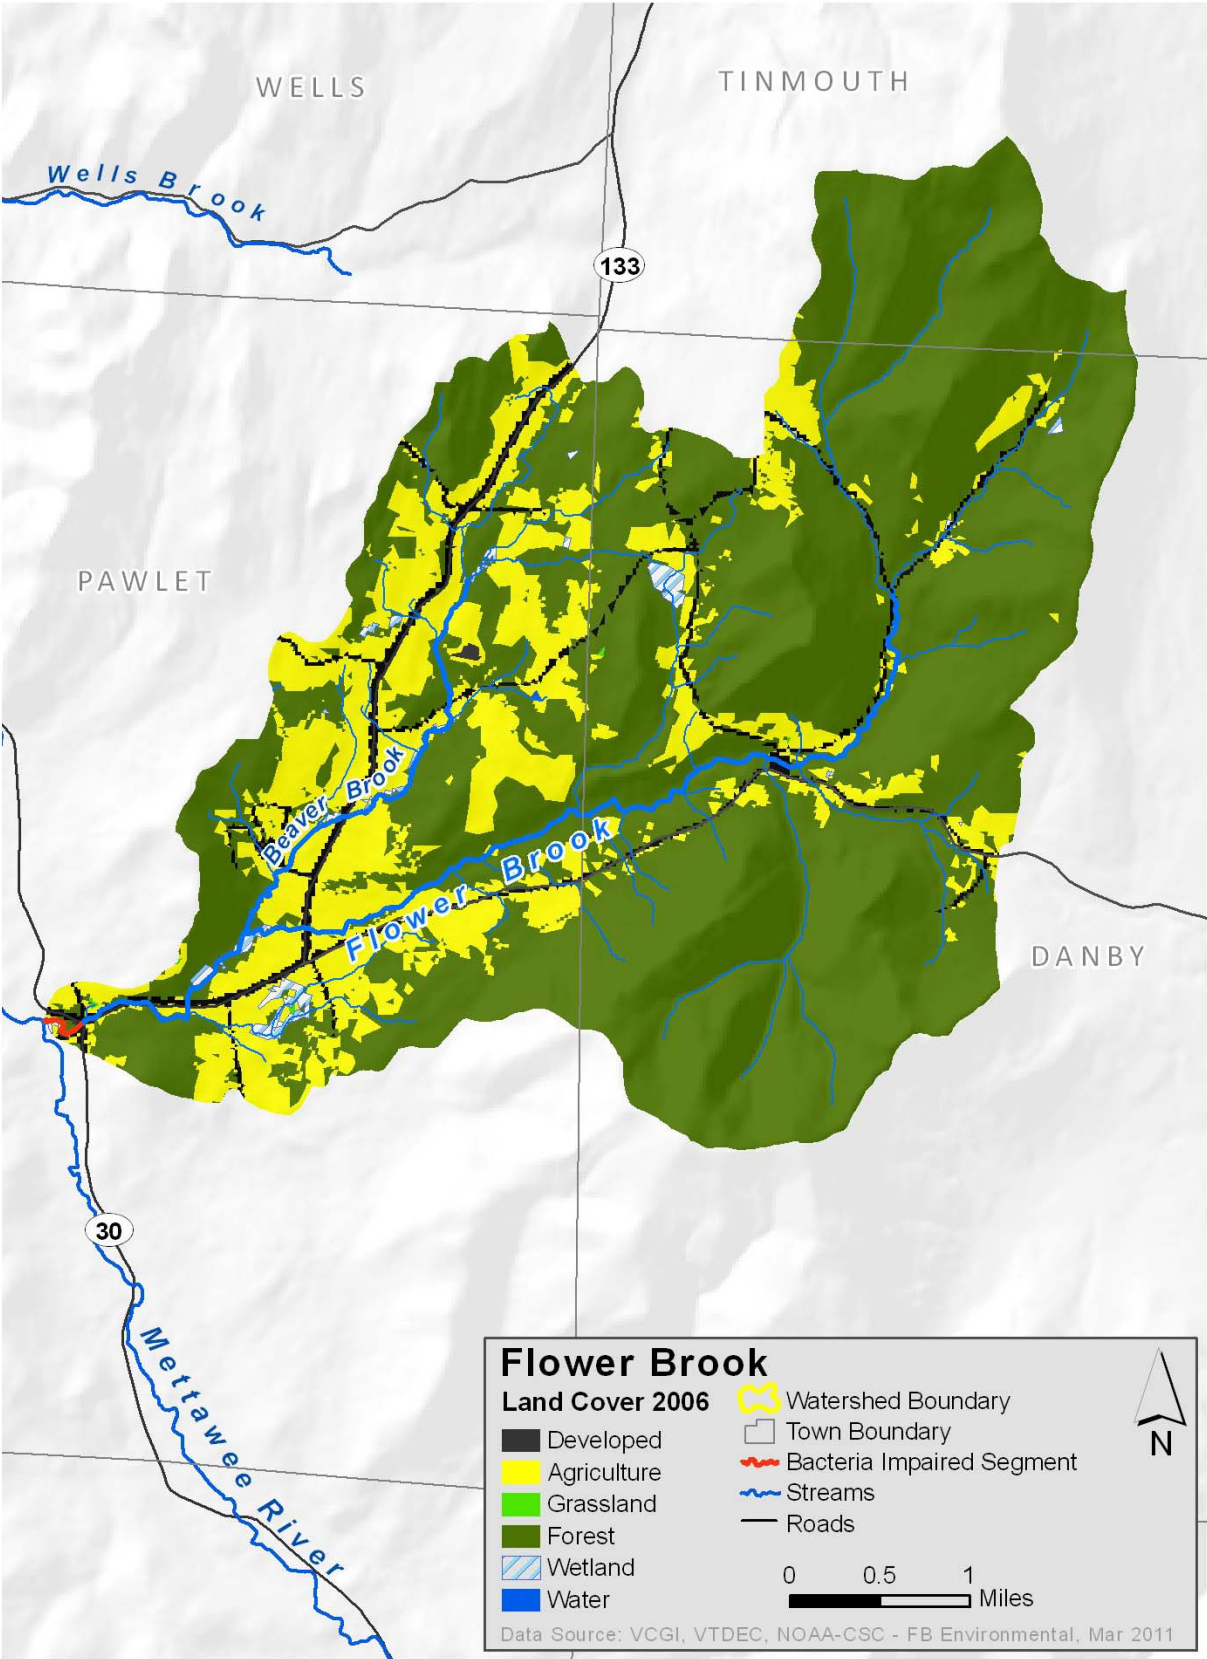 WELLS
TINMOUTH
Wells Brook
133
PAWLET
Beaver Brook
Flower Brook
DANBY
30
Mettawee River
Flower Brook
Land Cover 2006
Developed
Agriculture
Grassland
Forest
Wetland
Water
Watershed Boundary
Town Boundary
Bacteria Impaired Segment
Streams
Roads
0 0.5 1
Miles
N
Data Source: VCGI, VTDEC, NOAA-CSC - FB Environmental, Mar 2011